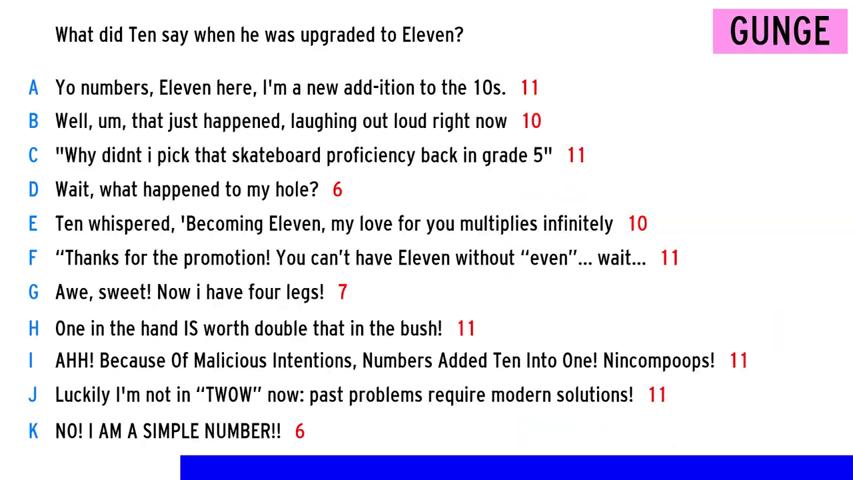 What did Ten say when he was upgraded to Eleven?
GUNGE
A Yo numbers, Eleven here, I'm a new add-ition to the 10s. 11
B Well, um, that just happened, laughing out loud right now 10
C "Why didnt i pick that skateboard proficiency back in grade 5" 11
D Wait, what happened to my hole? 6
E Ten whispered, 'Becoming Eleven, my love for you multiplies infinitely 10
F “Thanks for the promotion! You can’t have Eleven without “even”... wait... 11
G Awe, sweet! Now i have four legs! 7
H One in the hand IS worth double that in the bush! 11
I AHH! Because Of Malicious Intentions, Numbers Added Ten Into One! Nincompoops! 11
J Luckily I'm not in “TWOW” now: past problems require modern solutions! 11
K NO! I AM A SIMPLE NUMBER!! 6